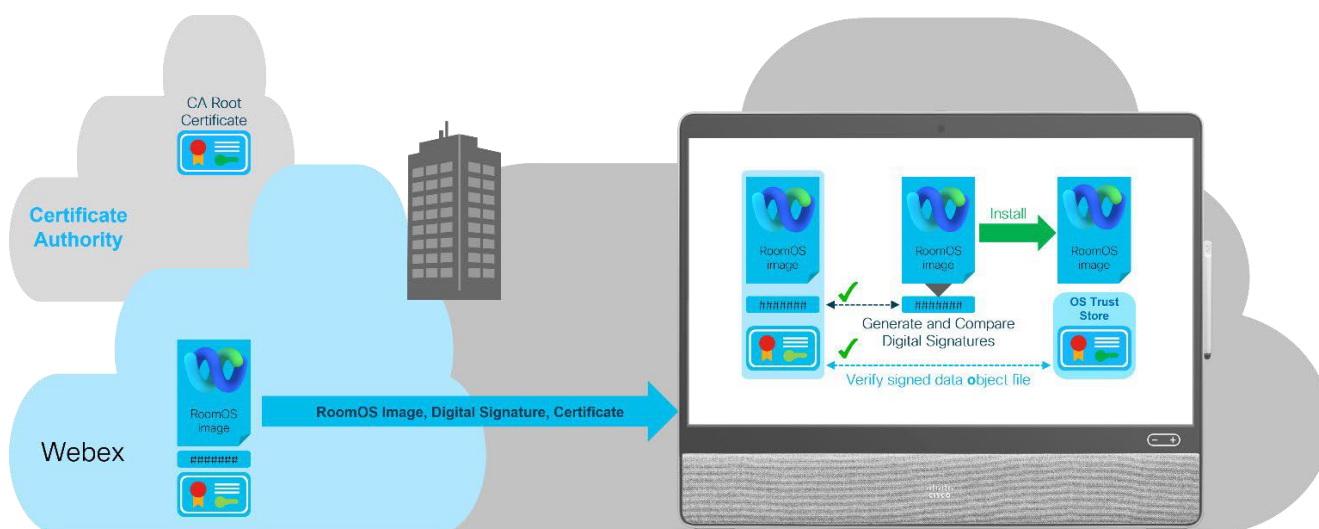 CA Root
Certificate
Certificate
Authority
RoomOS
image
#######
Webex
RoomOS Image, Digital Signature, Certificate
RoomOS
image
#######
RoomOS
image
#######
Install
RoomOS
image
Generate and Compare
Digital Signatures
OS Trust
Store
Verify signed data object file
- +
CISCO